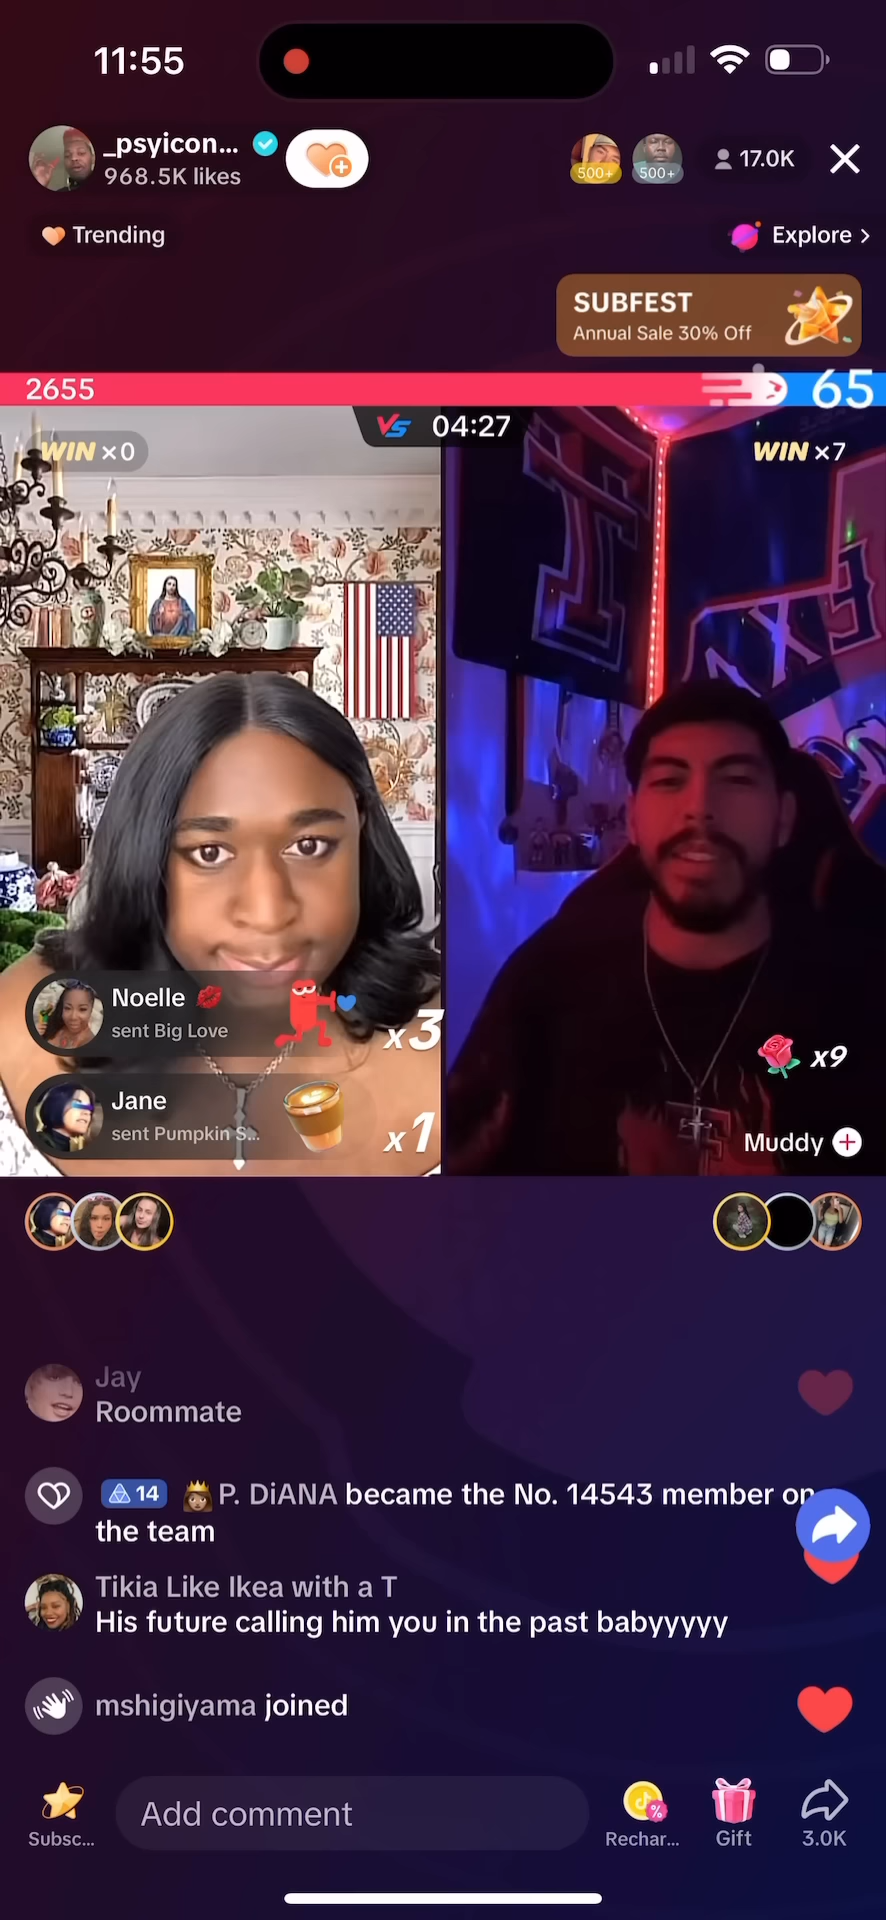 11:55
_psyicon...
968.5K likes
500+
500+
17.0K
Trending
Explore >
SUBFEST
Annual Sale 30% Off
2655
65
VS 04:27
WIN x0
WIN x7
Noelle 💋
sent Big Love
x3
Jane
sent Pumpkin S...
x1
x9
Muddy
Jay
Roommate
14 P. DiANA became the No. 14543 member on
the team
Tikia Like Ikea with a T
His future calling him you in the past babyyyyy
mshigiyama joined
Add comment
Subsc...
Rechar...
Gift
3.0K